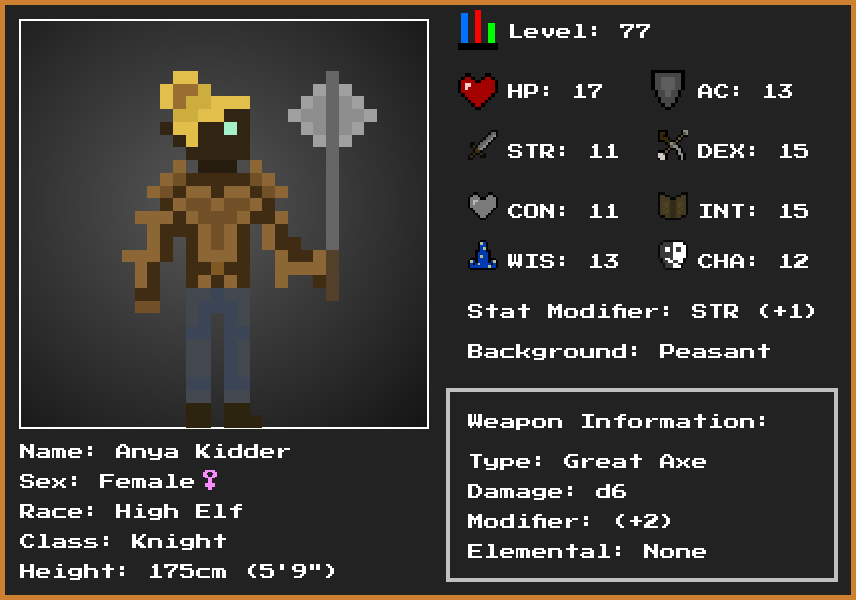 Level: 77
HP: 17
AC: 13
STR: 11
DEX: 15
CON: 11
INT: 15
WIS: 13
CHA: 12
Stat Modifier: STR (+1)
Background: Peasant
Weapon Information:
Type: Great Axe
Damage: d6
Modifier: (+2)
Elemental: None
Name: Anya Kidder
Sex: Female♀
Race: High Elf
Class: Knight
Height: 175cm (5'9")